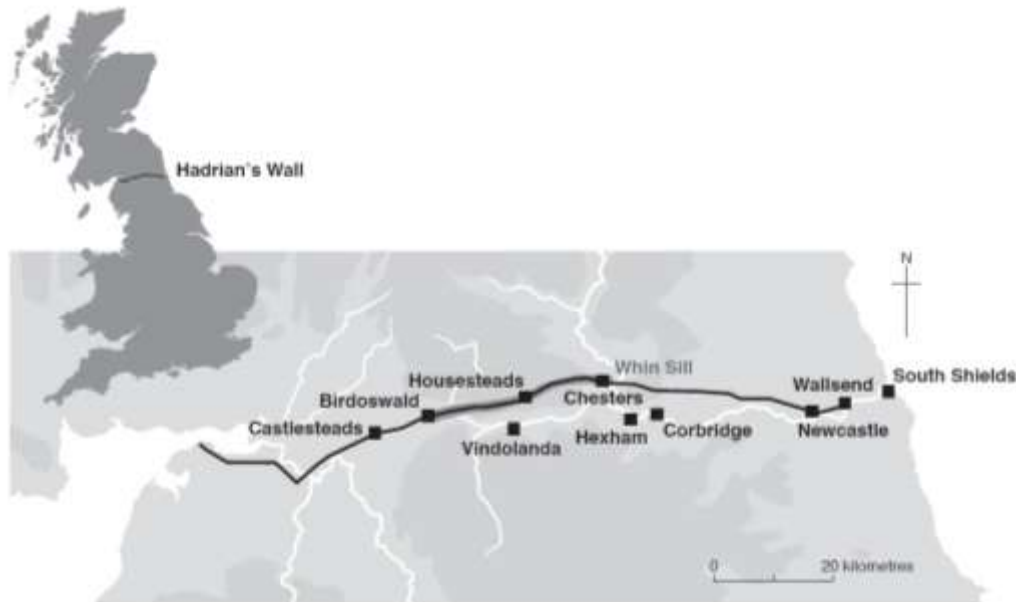 Hadrian's Wall
N
Whin Sill
Housesteads
Chesters
Wallsend
South Shields
Birdoswald
Castlesteads
Vindolanda
Hexham
Corbridge
Newcastle
0
20 kilometres